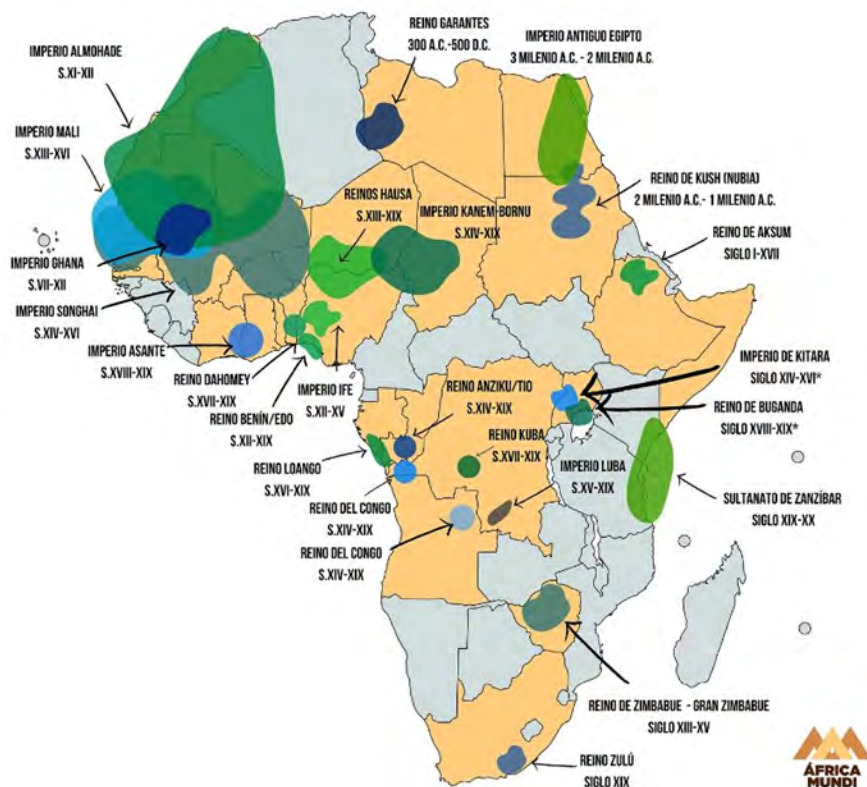 REINO GARANTES
300 A.C.-500 D.C.
IMPERIO ANTIGUO EGIPTO
3 MILENIO A.C. - 2 MILENIO A.C.
IMPERIO ALMOHADE
S.XI-XII
IMPERIO MALI
S.XIII-XVI
REINOS HAUSA
S.XIII-XIX
IMPERIO KANEM-BORNU
S.XIV-XIX
REINO DE KUSH (NUBIA)
2 MILENIO A.C.- 1 MILENIO A.C.
REINO DE AKSUM
SIGLO I-XVII
IMPERIO GHANA
S.VII-XII
IMPERIO SONGHAI
S.XIV-XVI
IMPERIO ASANTE
S.XVIII-XIX
REINO DAHOMEY
S.XVII-XIX
REINO BENÍN/EDO
S.XII-XIX
IMPERIO IFE
S.XII-XV
REINO ANZIKU/TIO
S.XIV-XIX
IMPERIO DE KITARA
SIGLO XIV-XVI*
REINO DE BUGANDA
SIGLO XVIII-XIX*
REINO KUBA
S.XVII-XIX
REINO LOANGO
S.XVI-XIX
IMPERIO LUBA
S.XV-XIX
SULTANATO DE ZANZÍBAR
SIGLO XIX-XX
REINO DEL CONGO
S.XIV-XIX
REINO DEL CONGO
S.XIV-XIX
REINO DE ZIMBABUE - GRAN ZIMBABUE
SIGLO XIII-XV
REINO ZULÚ
SIGLO XIX
ÁFRICA
MUNDI